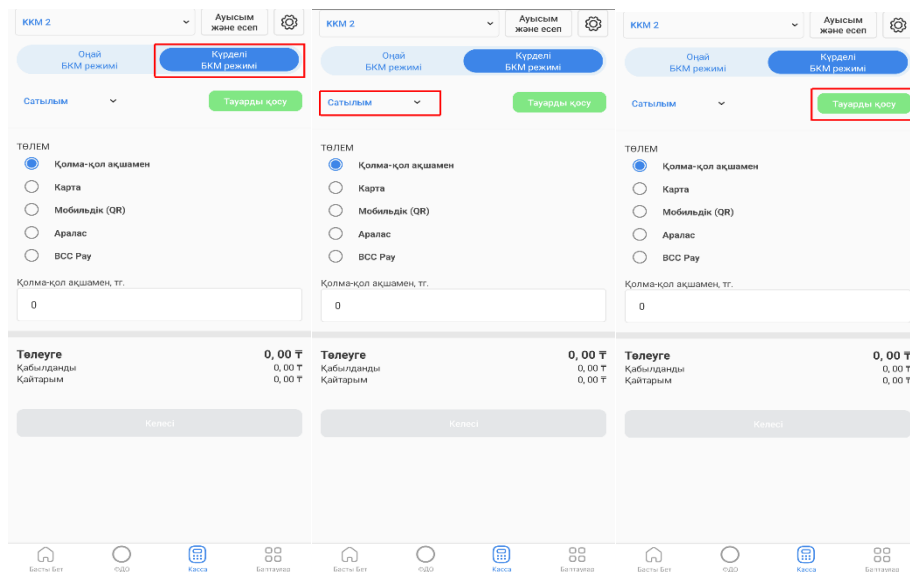 ККМ 2
Ауысым
және есеп
Оңай
БКМ режимі
Күрделі
БКМ режимі
Сатылым
Тауарды қосу
ТӨЛЕМ
Қолма-қол ақшамен
Карта
Мобильдік (QR)
Аралас
BCC Pay
Қолма-қол ақшамен, тг.
0
Төлеуге 0, 00 ₸
Қабылданды 0, 00 ₸
Қайтарым 0, 00 ₸
Келесі
Басты Бет
ФДО
Касса
Баптаулар
ККМ 2
Ауысым
және есеп
Оңай
БКМ режимі
Күрделі
БКМ режимі
Сатылым
Тауарды қосу
ТӨЛЕМ
Қолма-қол ақшамен
Карта
Мобильдік (QR)
Аралас
BCC Pay
Қолма-қол ақшамен, тг.
0
Төлеуге 0, 00 ₸
Қабылданды 0, 00 ₸
Қайтарым 0, 00 ₸
Келесі
Басты Бет
ФДО
Касса
Баптаулар
ККМ 2
Ауысым
және есеп
Оңай
БКМ режимі
Күрделі
БКМ режимі
Сатылым
Тауарды қосу
ТӨЛЕМ
Қолма-қол ақшамен
Карта
Мобильдік (QR)
Аралас
BCC Pay
Қолма-қол ақшамен, тг.
0
Төлеуге 0, 00 ₸
Қабылданды 0, 00 ₸
Қайтарым 0, 00 ₸
Келесі
Басты Бет
ФДО
Касса
Баптаулар